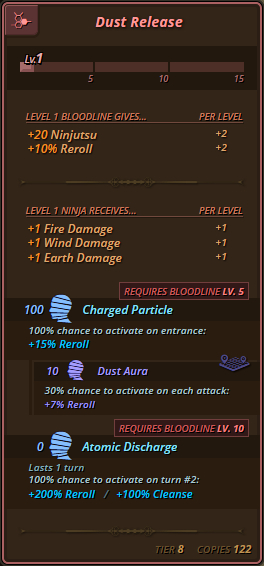 Dust Release
Lv.1
5 10 15
LEVEL 1 BLOODLINE GIVES... PER LEVEL
+20 Ninjutsu +2
+10% Reroll +2
LEVEL 1 NINJA RECEIVES... PER LEVEL
+1 Fire Damage +1
+1 Wind Damage +1
+1 Earth Damage +1
REQUIRES BLOODLINE LV. 5
100 Charged Particle
100% chance to activate on entrance:
+15% Reroll
10 Dust Aura
30% chance to activate on each attack:
+7% Reroll
REQUIRES BLOODLINE LV. 10
0 Atomic Discharge
Lasts 1 turn
100% chance to activate on turn #2:
+200% Reroll / +100% Cleanse
TIER 8 COPIES 122